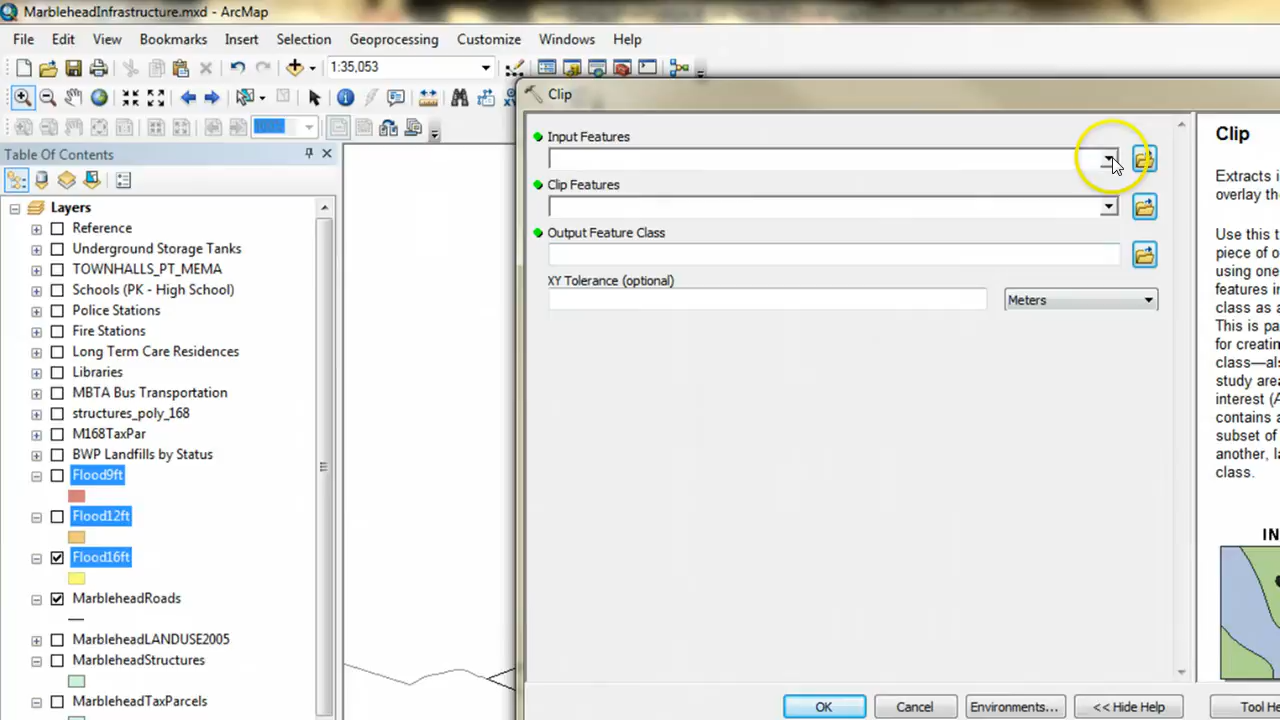 MarbleheadInfrastructure.mxd - ArcMap
File Edit View Bookmarks Insert Selection Geoprocessing Customize Windows Help
1:35,053
Clip
Input Features
Clip Features
Output Feature Class
XY Tolerance (optional)
Meters
OK
Cancel
Environments...
<< Hide Help
Tool He
Table Of Contents
Layers
Reference
Underground Storage Tanks
TOWNHALLS_PT_MEMA
Schools (PK - High School)
Police Stations
Fire Stations
Long Term Care Residences
Libraries
MBTA Bus Transportation
structures_poly_168
M168TaxPar
BWP Landfills by Status
Flood9ft
Flood12ft
Flood16ft
MarbleheadRoads
MarbleheadLANDUSE2005
MarbleheadStructures
MarbleheadTaxParcels
Clip
Extracts i
overlay the
Use this t
piece of o
using one
features in
class as a
This is pa
for creatin
class—als
study area
interest (A
contains a
subset of
another, la
class.
IN